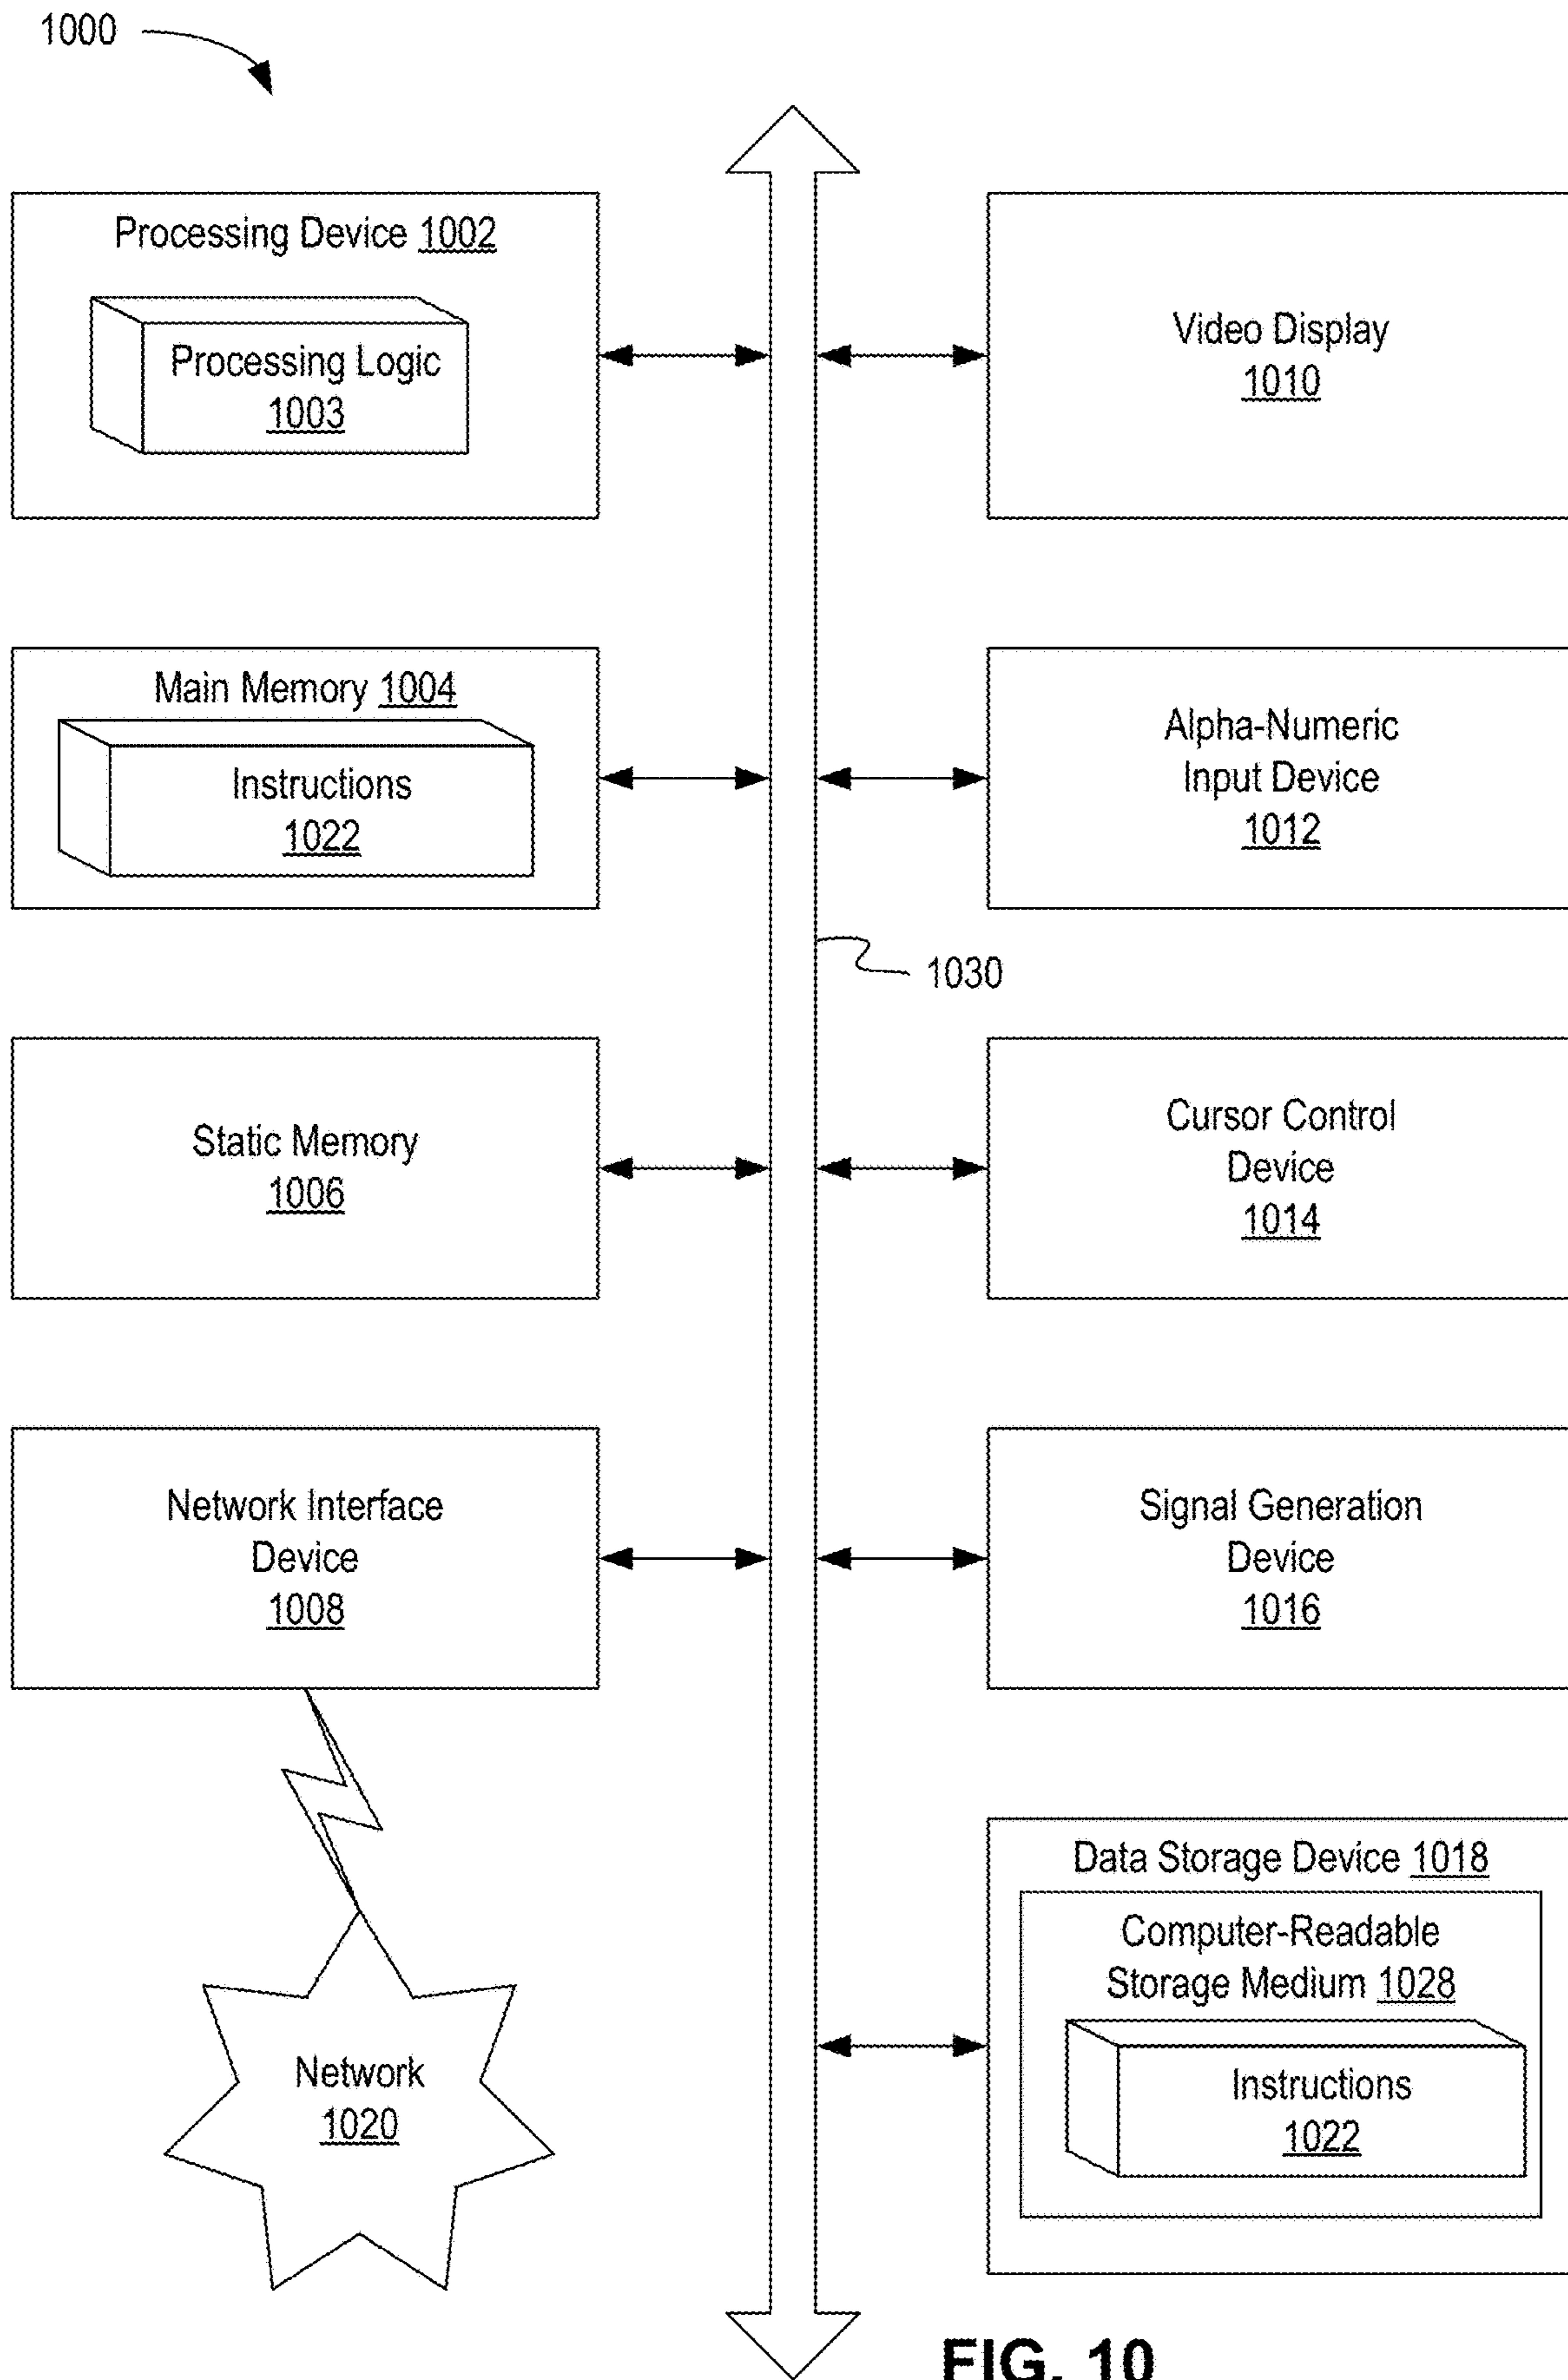 1000
Processing Device 1002
Processing Logic
1003
Video Display
1010
Main Memory 1004
Instructions
1022
Alpha-Numeric
Input Device
1012
1030
Static Memory
1006
Cursor Control
Device
1014
Network Interface
Device
1008
Signal Generation
Device
1016
Network
1020
Data Storage Device 1018
Computer-Readable
Storage Medium 1028
Instructions
1022
FIG. 10